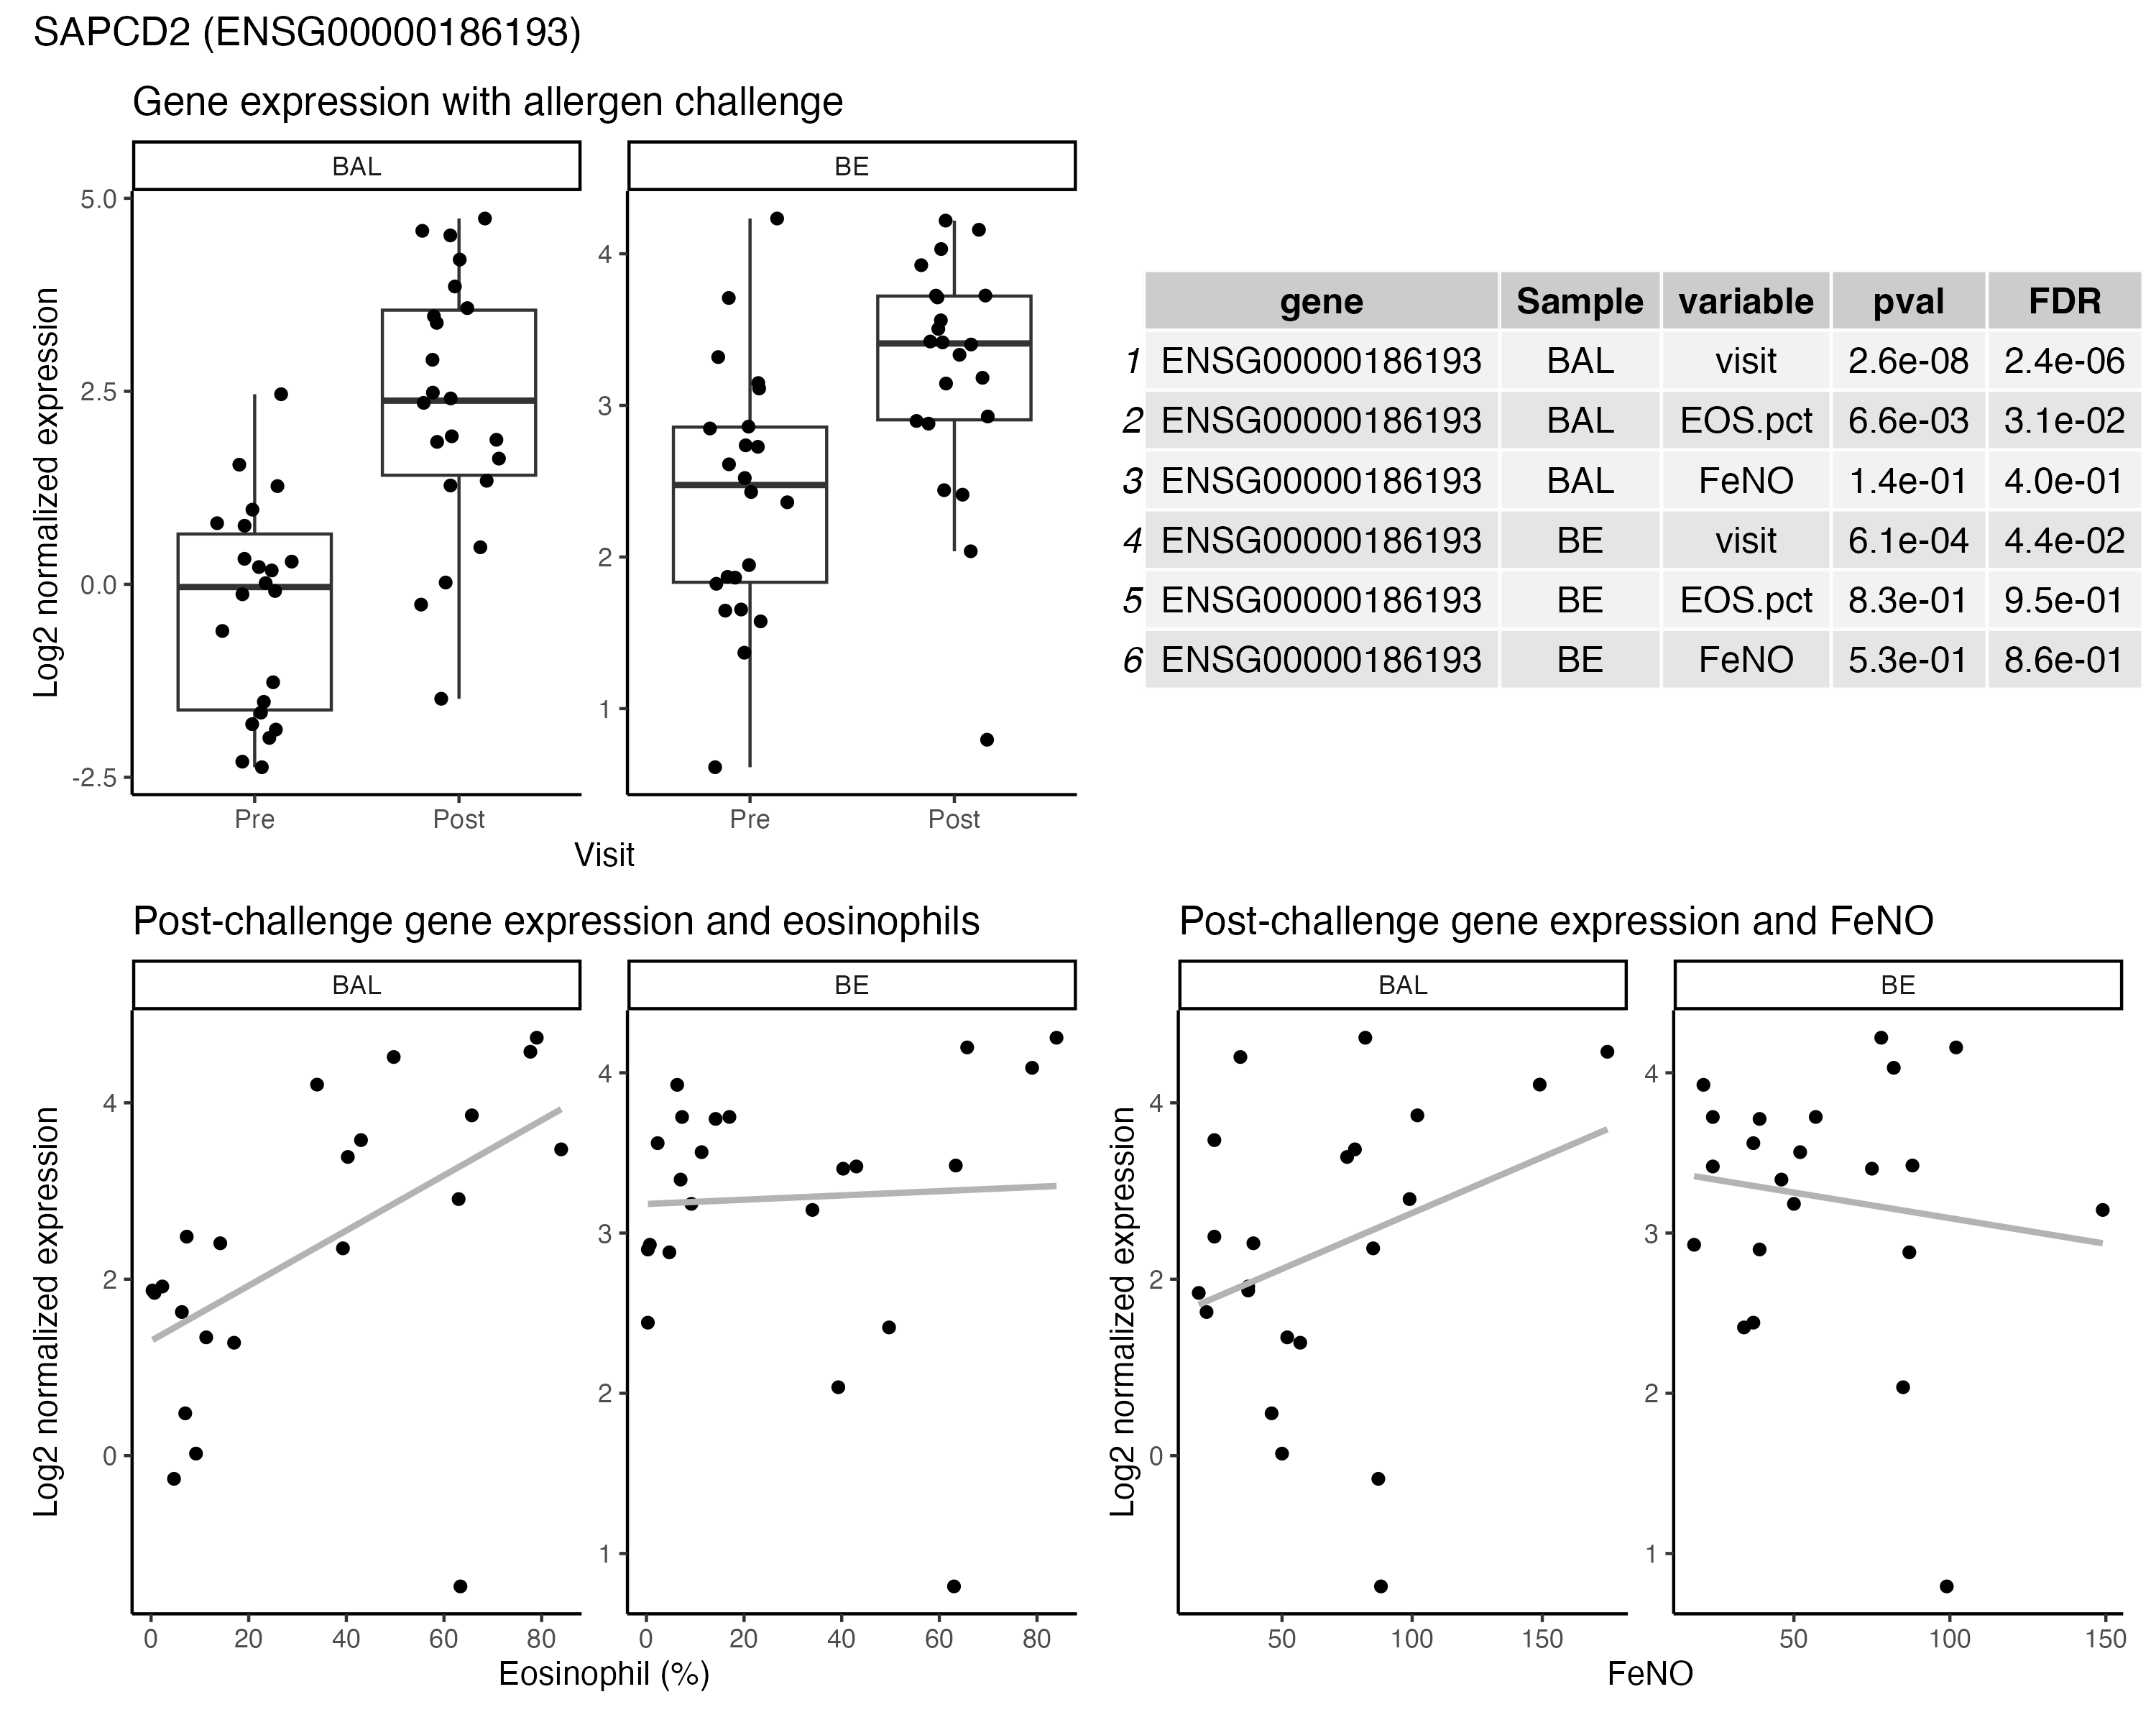 SAPCD2 (ENSG00000186193)
Gene expression with allergen challenge
BAL
BE
Log2 normalized expression
5.0
2.5
0.0
-2.5
4
3
2
1
Pre
Post
Pre
Post
Visit
gene Sample variable pval FDR
1 ENSG00000186193 BAL visit 2.6e-08 2.4e-06
2 ENSG00000186193 BAL EOS.pct 6.6e-03 3.1e-02
3 ENSG00000186193 BAL FeNO 1.4e-01 4.0e-01
4 ENSG00000186193 BE visit 6.1e-04 4.4e-02
5 ENSG00000186193 BE EOS.pct 8.3e-01 9.5e-01
6 ENSG00000186193 BE FeNO 5.3e-01 8.6e-01
Post-challenge gene expression and eosinophils
BAL
BE
Log2 normalized expression
4
2
0
4
3
2
1
0 20 40 60 80
0 20 40 60 80
Eosinophil (%)
Post-challenge gene expression and FeNO
BAL
BE
Log2 normalized expression
4
2
0
4
3
2
1
50 100 150
50 100 150
FeNO